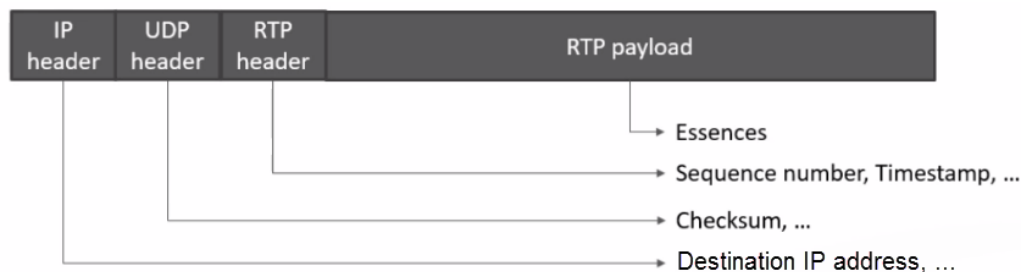 IP
header
UDP
header
RTP
header
RTP payload
Essences
Sequence number, Timestamp, ...
Checksum, ...
Destination IP address, ...